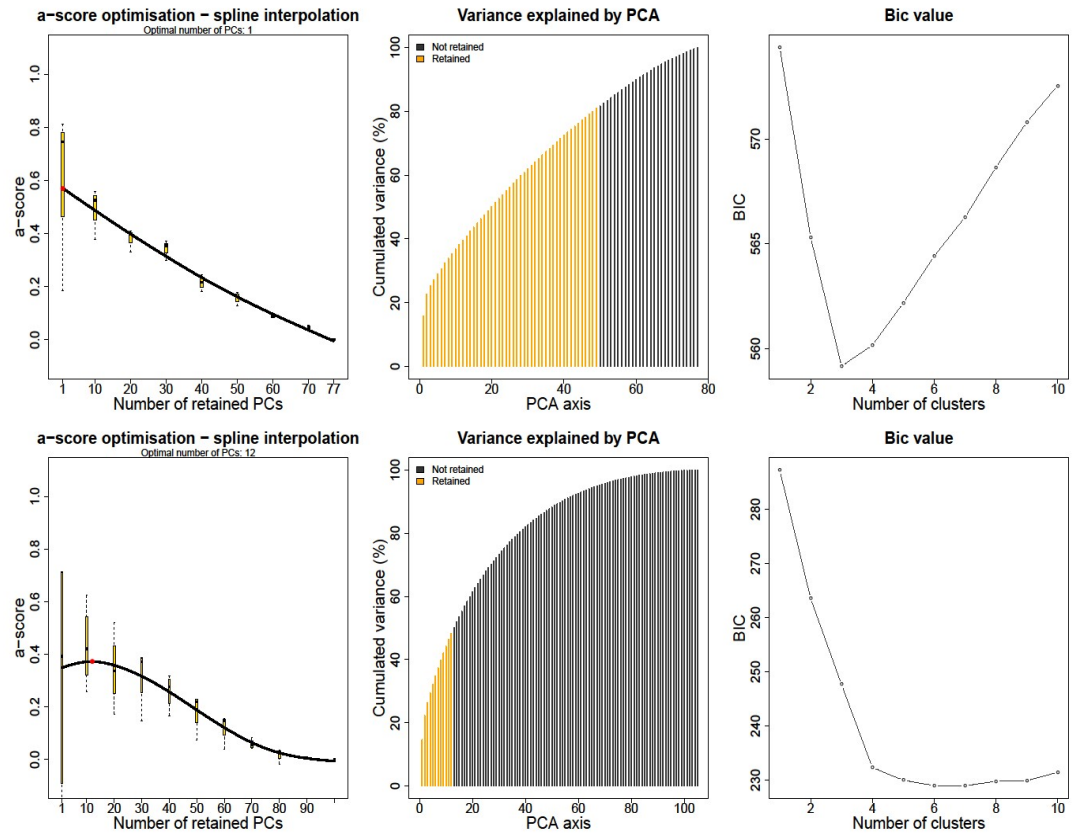 a−score optimisation − spline interpolation
Optimal number of PCs: 1
a−score
0.0 0.2 0.4 0.6 0.8 1.0
1 10 20 30 40 50 60 70 77
Number of retained PCs
Variance explained by PCA
Not retained
Retained
Cumulated variance (%)
0 20 40 60 80 100
0 20 40 60 80
PCA axis
Bic value
BIC
560 565 570
2 4 6 8 10
Number of clusters
a−score optimisation − spline interpolation
Optimal number of PCs: 12
a−score
0.0 0.2 0.4 0.6 0.8 1.0
1 10 20 30 40 50 60 70 80 90
Number of retained PCs
Variance explained by PCA
Not retained
Retained
Cumulated variance (%)
0 20 40 60 80 100
0 20 40 60 80 100
PCA axis
Bic value
BIC
230 240 250 260 270 280
2 4 6 8 10
Number of clusters